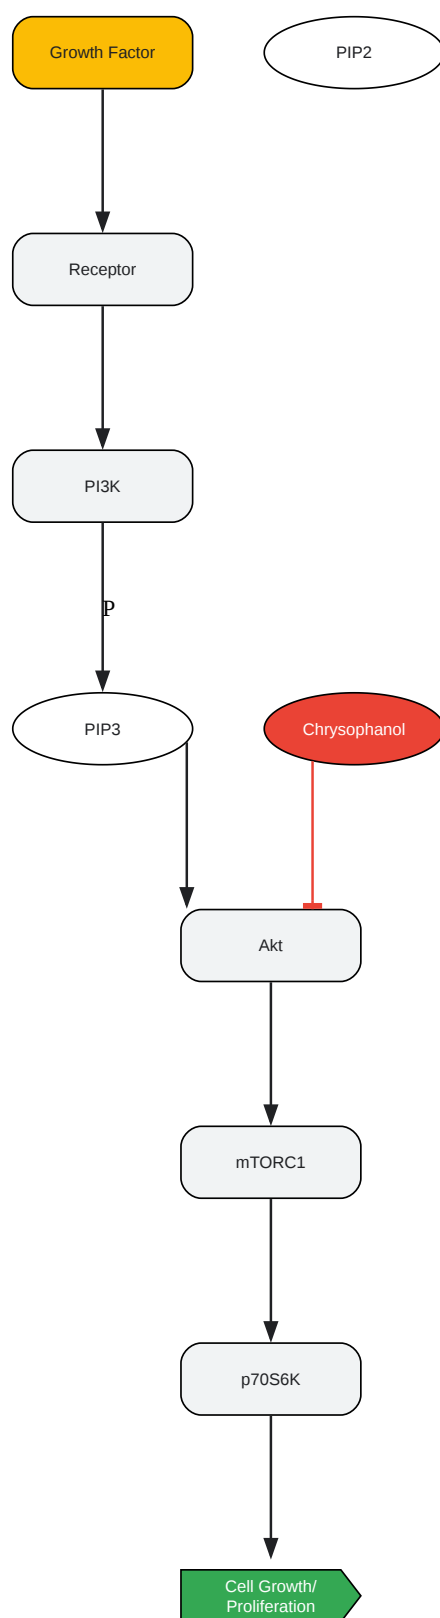 Growth Factor
PIP2
Receptor
PI3K
P
PIP3
Chrysophanol
Akt
mTORC1
p70S6K
Cell Growth/
Proliferation